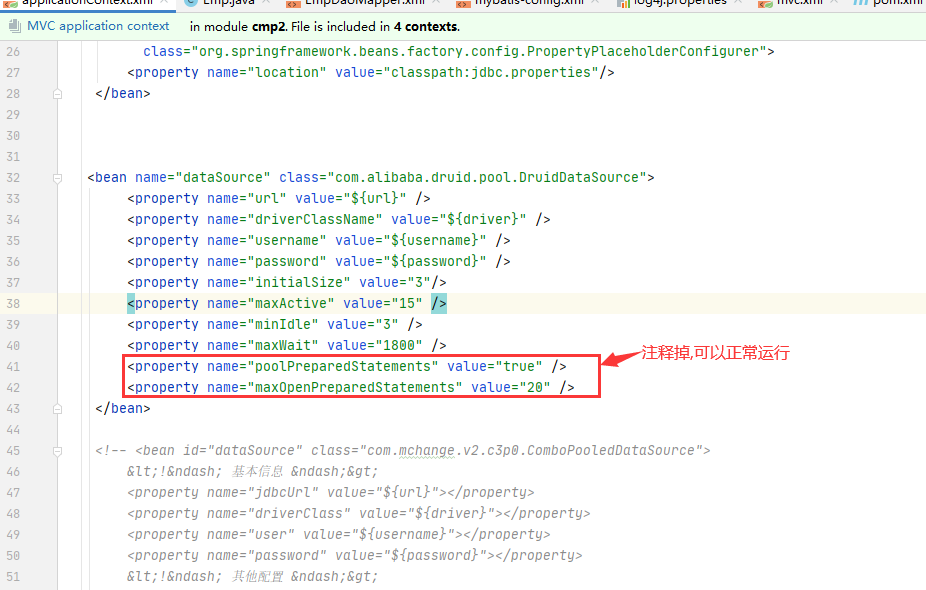 applicationContext.xml Emp.java EmpDaoMapper.xml mybatis-config.xml log4j.properties mvc.xml pom.xml
MVC application context in module cmp2. File is included in 4 contexts.
26 class="org.springframework.beans.factory.config.PropertyPlaceholderConfigurer">
27 <property name="location" value="classpath:jdbc.properties"/>
28 </bean>
29
30
31
32 <bean name="dataSource" class="com.alibaba.druid.pool.DruidDataSource">
33 <property name="url" value="${url}" />
34 <property name="driverClassName" value="${driver}" />
35 <property name="username" value="${username}" />
36 <property name="password" value="${password}" />
37 <property name="initialSize" value="3"/>
38 <property name="maxActive" value="15" />
39 <property name="minIdle" value="3" />
40 <property name="maxWait" value="1800" />
注释掉,可以正常运行
41 <property name="poolPreparedStatements" value="true" />
42 <property name="maxOpenPreparedStatements" value="20" />
43 </bean>
44
45 <!-- <bean id="dataSource" class="com.mchange.v2.c3p0.ComboPooledDataSource">
46 &lt;!&ndash; 基本信息 &ndash;&gt;
47 <property name="jdbcUrl" value="${url}"></property>
48 <property name="driverClass" value="${driver}"></property>
49 <property name="user" value="${username}"></property>
50 <property name="password" value="${password}"></property>
51 &lt;!&ndash; 其他配置 &ndash;&gt;